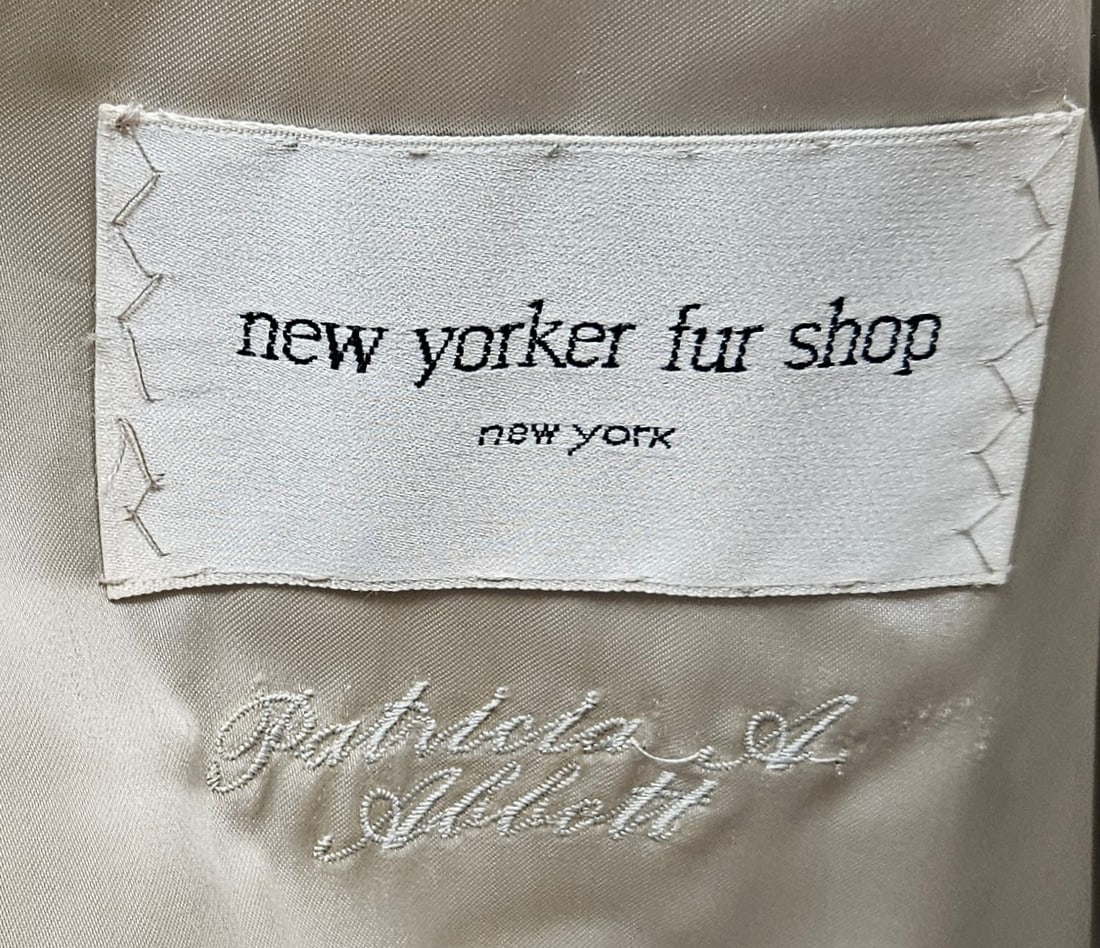 new yorker fur shop
new york
Patricia A.
Abbott